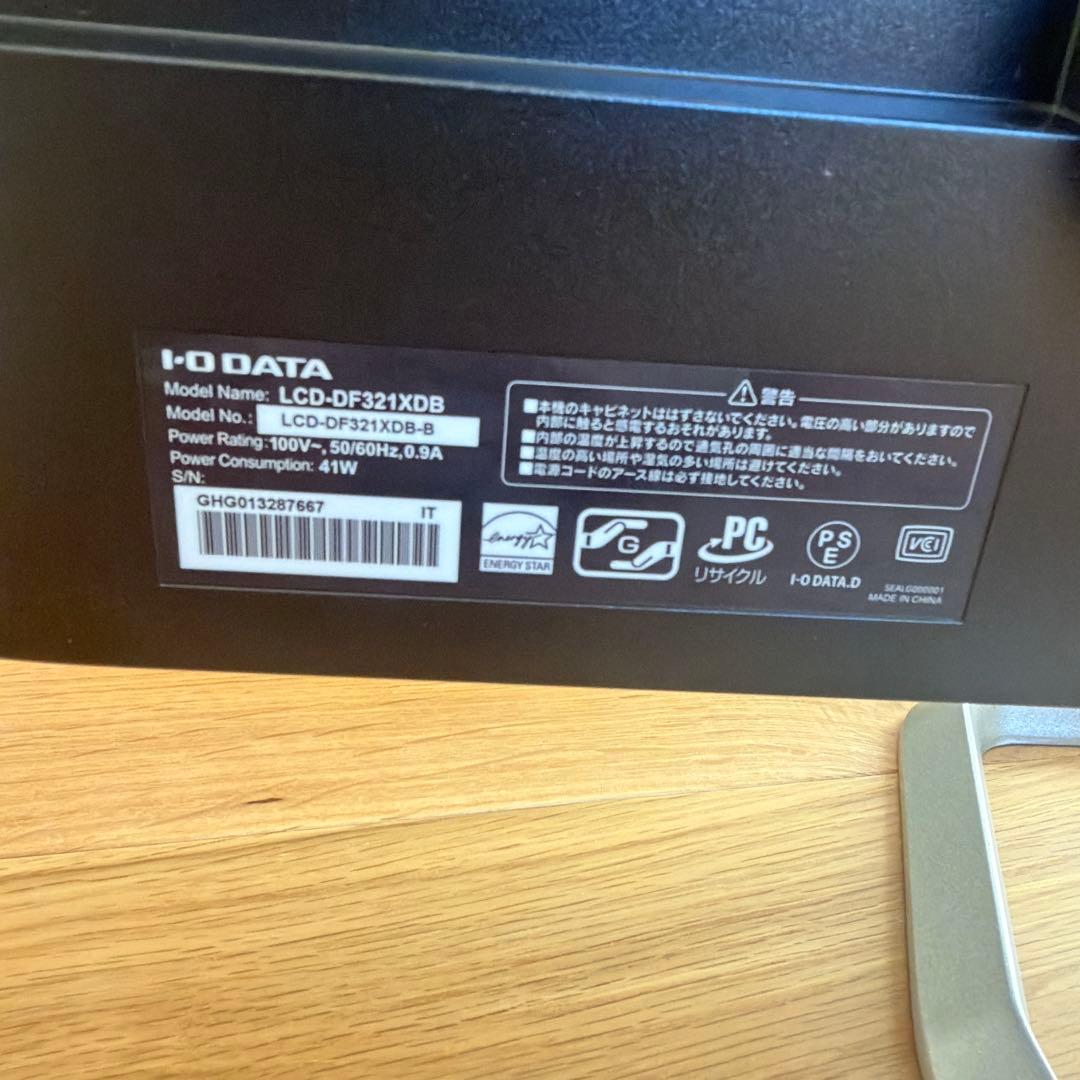 I-O DATA
Model Name: LCD-DF321XDB
Model No.: LCD-DF321XDB-B
Power Rating:100V~, 50/60Hz,0.9A
Power Consumption: 41W
S/N:
GHG013287667 IT
警告
■本機のキャビネットははずさないでください。電圧の高い部分がありますので
内部に触ると感電するおそれがあります。
■内部の温度が上昇するので通気孔の周囲に適当な間隔をおいてください。
■温度の高い場所や湿気の多い場所は避けてください。
■電源コードのアース線は必ず接地してください。
energy
ENERGY STAR
G
PC
リサイクル
PS
E
I-O DATA.D
VCI
SEALG000001
MADE IN CHINA